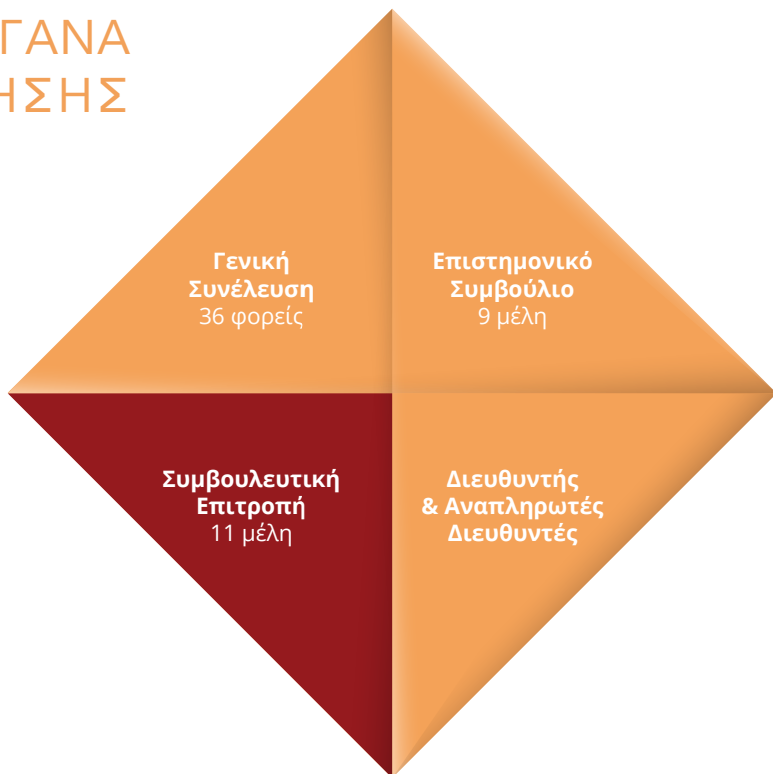 ΓΑΝΑ
ΗΣΗΣ
Γενική
Συνέλευση
36 φορείς
Επιστημονικό
Συμβούλιο
9 μέλη
Συμβουλευτική
Επιτροπή
11 μέλη
Διευθυντής
& Αναπληρωτές
Διευθυντές